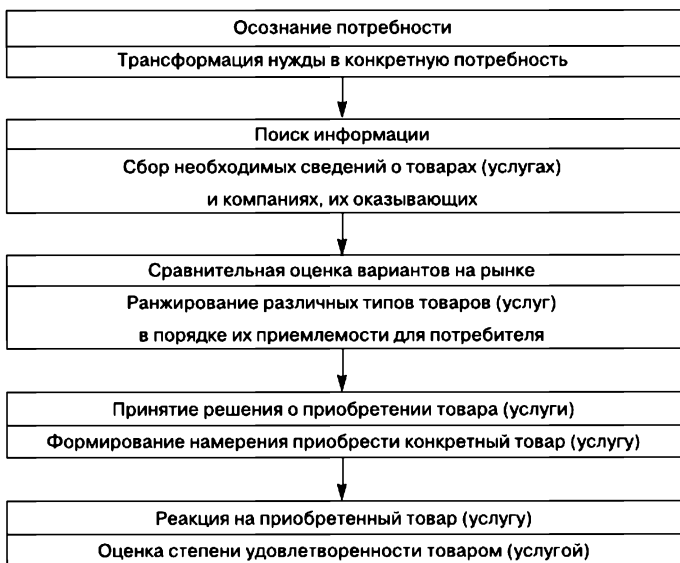 Осознание потребности
Трансформация нужды в конкретную потребность
Поиск информации
Сбор необходимых сведений о товарах (услугах)
и компаниях, их оказывающих
Сравнительная оценка вариантов на рынке
Ранжирование различных типов товаров (услуг)
в порядке их приемлемости для потребителя
Принятие решения о приобретении товара (услуги)
Формирование намерения приобрести конкретный товар (услугу)
Реакция на приобретенный товар (услугу)
Оценка степени удовлетворенности товаром (услугой)